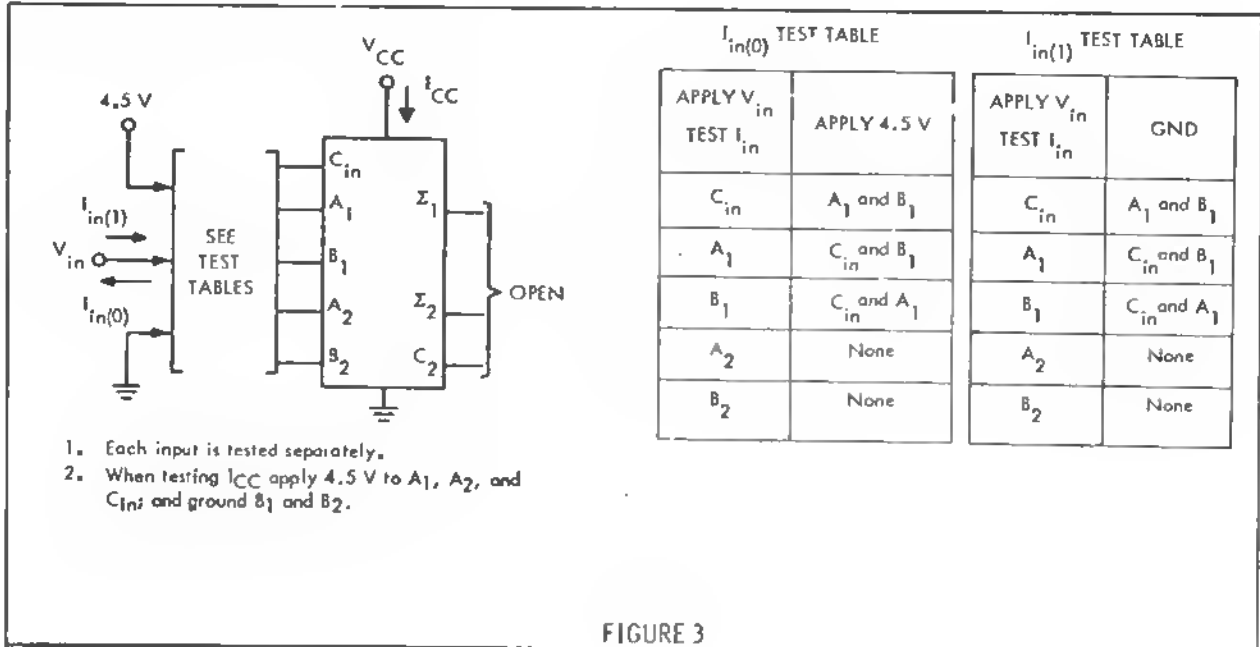 V_CC
I_CC
4.5 V
I_in(1)
V_in
I_in(0)
SEE
TEST
TABLES
C_in
A_1
B_1
A_2
B_2
Σ_1
Σ_2
C_2
OPEN
1. Each input is tested separately.
2. When testing I_CC apply 4.5 V to A_1, A_2, and
C_in; and ground B_1 and B_2.
I_in(0) TEST TABLE
APPLY V_in TEST I_in | APPLY 4.5 V
C_in | A_1 and B_1
A_1 | C_in and B_1
B_1 | C_in and A_1
A_2 | None
B_2 | None
I_in(1) TEST TABLE
APPLY V_in TEST I_in | GND
C_in | A_1 and B_1
A_1 | C_in and B_1
B_1 | C_in and A_1
A_2 | None
B_2 | None
FIGURE 3